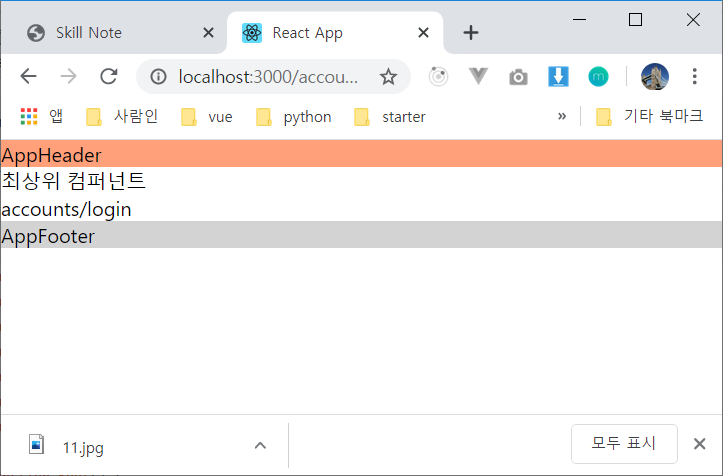 Skill Note
React App
localhost:3000/accou...
앱
사람인
vue
python
starter
»
기타 북마크
AppHeader
최상위 컴퍼넌트
accounts/login
AppFooter
11.jpg
모두 표시